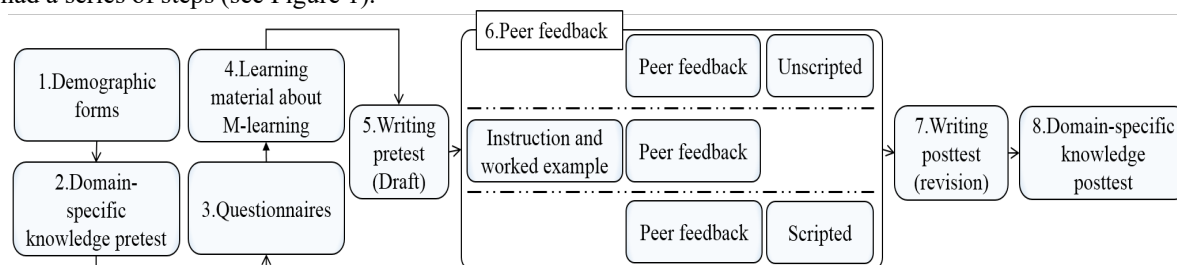 had a series of steps (see Figure 1).
1.Demographic
forms
2.Domain-
specific
knowledge pretest
3.Questionnaires
4.Learning
material about
M-learning
5.Writing
pretest
(Draft)
6.Peer feedback
Peer feedback
Unscripted
Instruction and
worked example
Peer feedback
Peer feedback
Scripted
7.Writing
posttest
(revision)
8.Domain-specific
knowledge
posttest